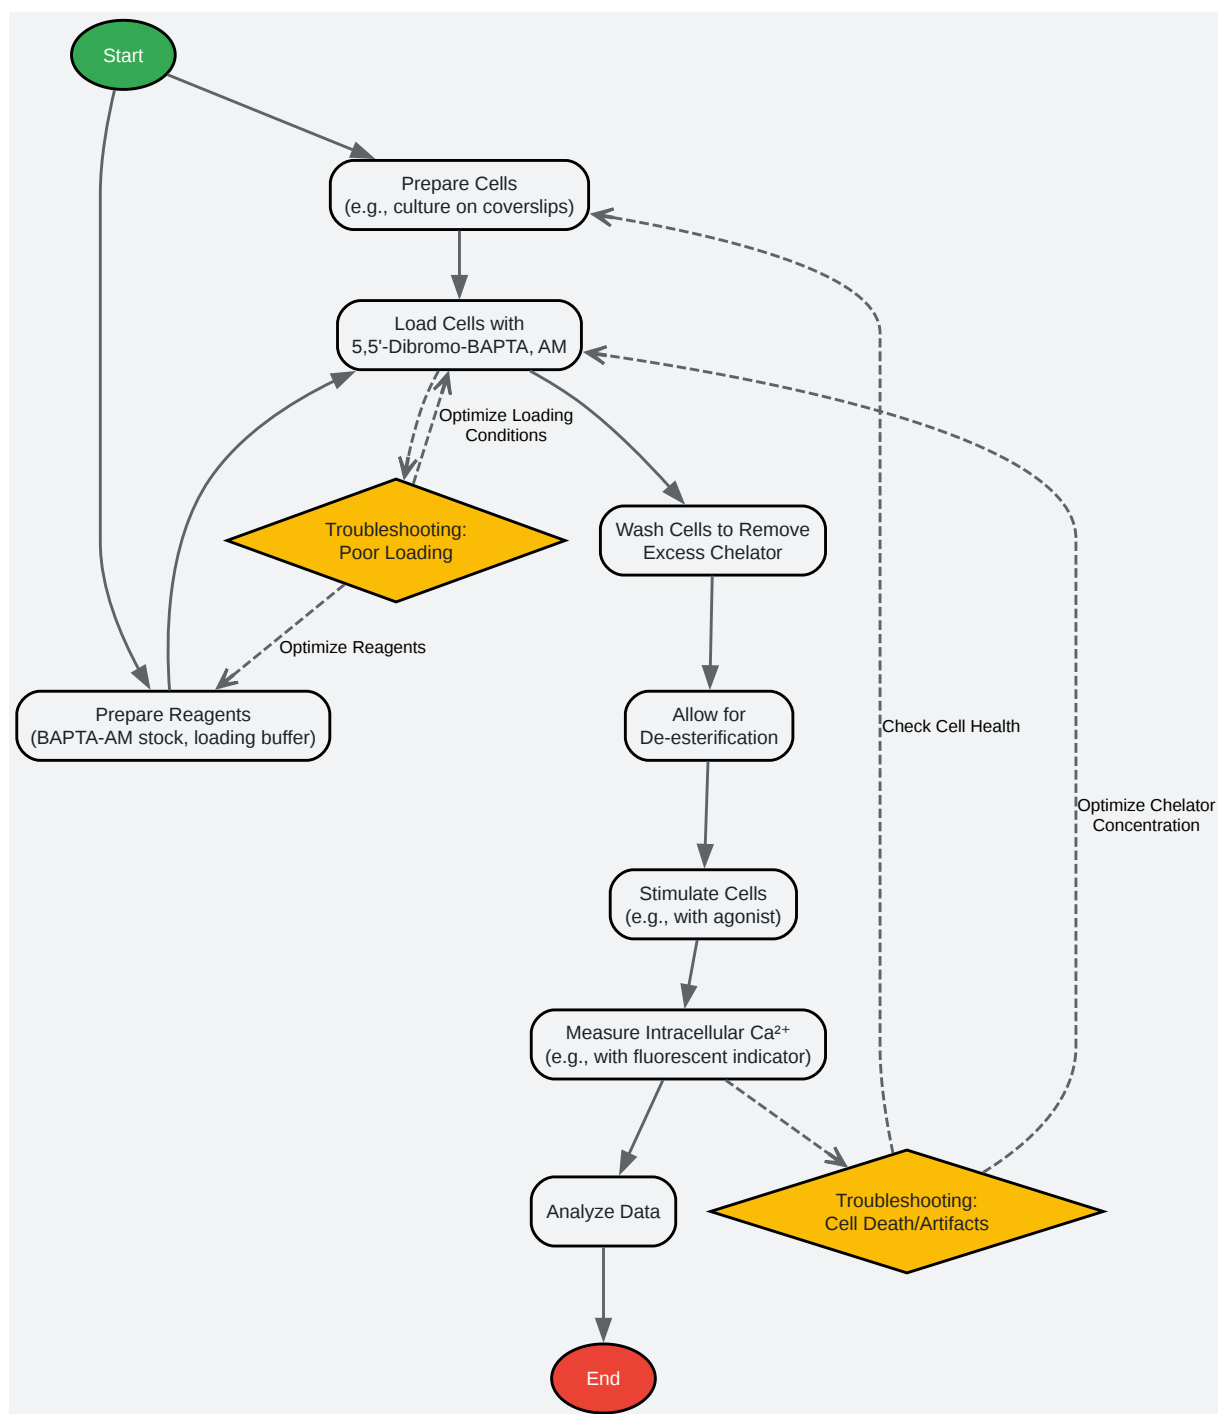 Start
Prepare Cells
(e.g., culture on coverslips)
Load Cells with
5,5'-Dibromo-BAPTA, AM
Optimize Loading
Conditions
Troubleshooting:
Poor Loading
Wash Cells to Remove
Excess Chelator
Optimize Reagents
Prepare Reagents
(BAPTA-AM stock, loading buffer)
Allow for
De-esterification
Check Cell Health
Optimize Chelator
Concentration
Stimulate Cells
(e.g., with agonist)
Measure Intracellular Ca²⁺
(e.g., with fluorescent indicator)
Analyze Data
Troubleshooting:
Cell Death/Artifacts
End